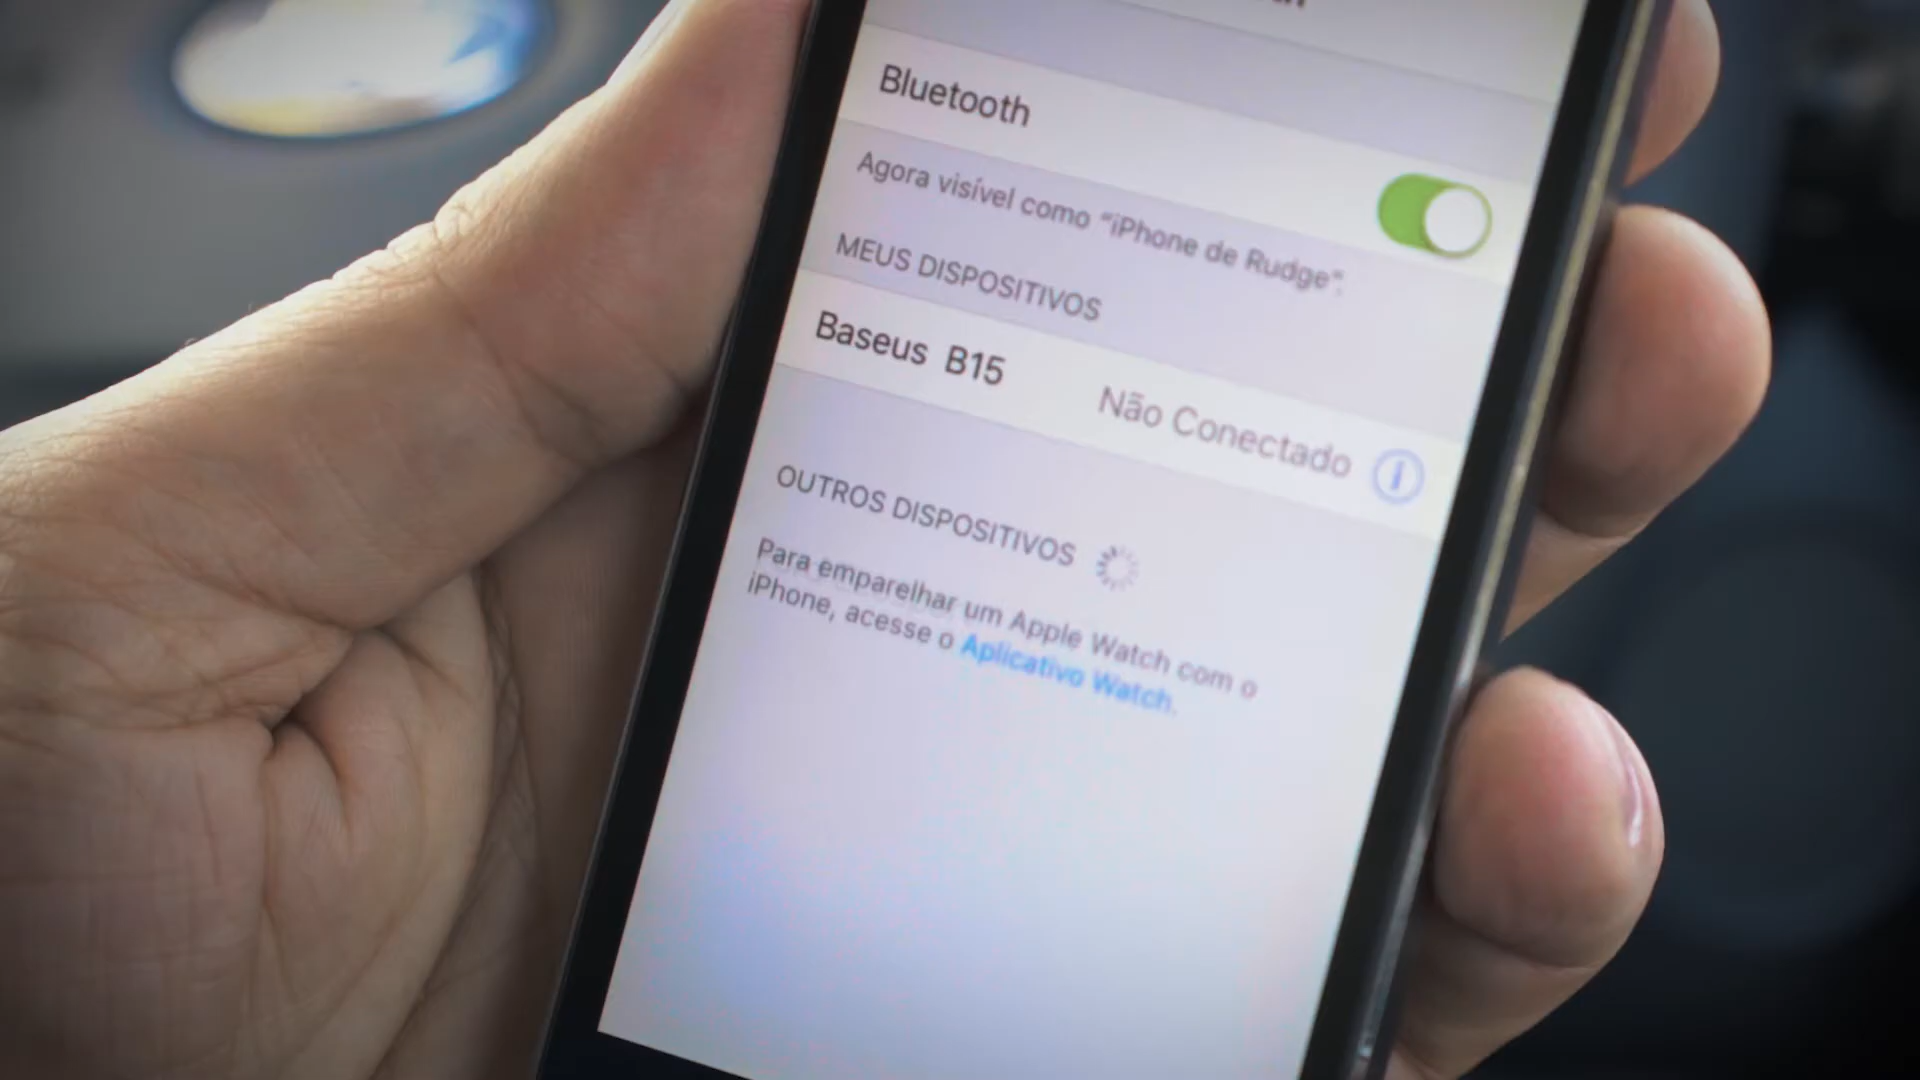 Bluetooth
Agora visível como “iPhone de Rudge”.
MEUS DISPOSITIVOS
Baseus B15 Não Conectado
OUTROS DISPOSITIVOS
Para emparelhar um Apple Watch com o
iPhone, acesse o Aplicativo Watch.